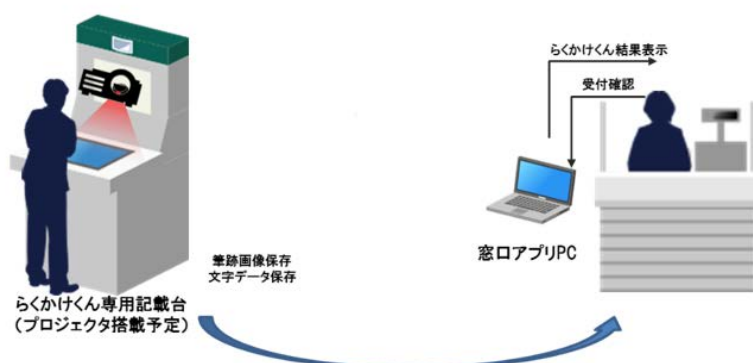 らくかけくん結果表示
受付確認
窓口アプリPC
筆跡画像保存
文字データ保存
らくかけくん専用記載台
(プロジェクタ搭載予定)